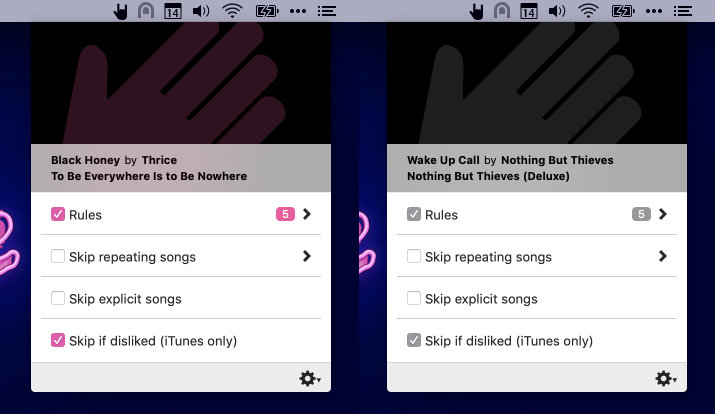 14
Black Honey by Thrice
To Be Everywhere Is to Be Nowhere
Rules 5
Skip repeating songs
Skip explicit songs
Skip if disliked (iTunes only)
14
Wake Up Call by Nothing But Thieves
Nothing But Thieves (Deluxe)
Rules 5
Skip repeating songs
Skip explicit songs
Skip if disliked (iTunes only)